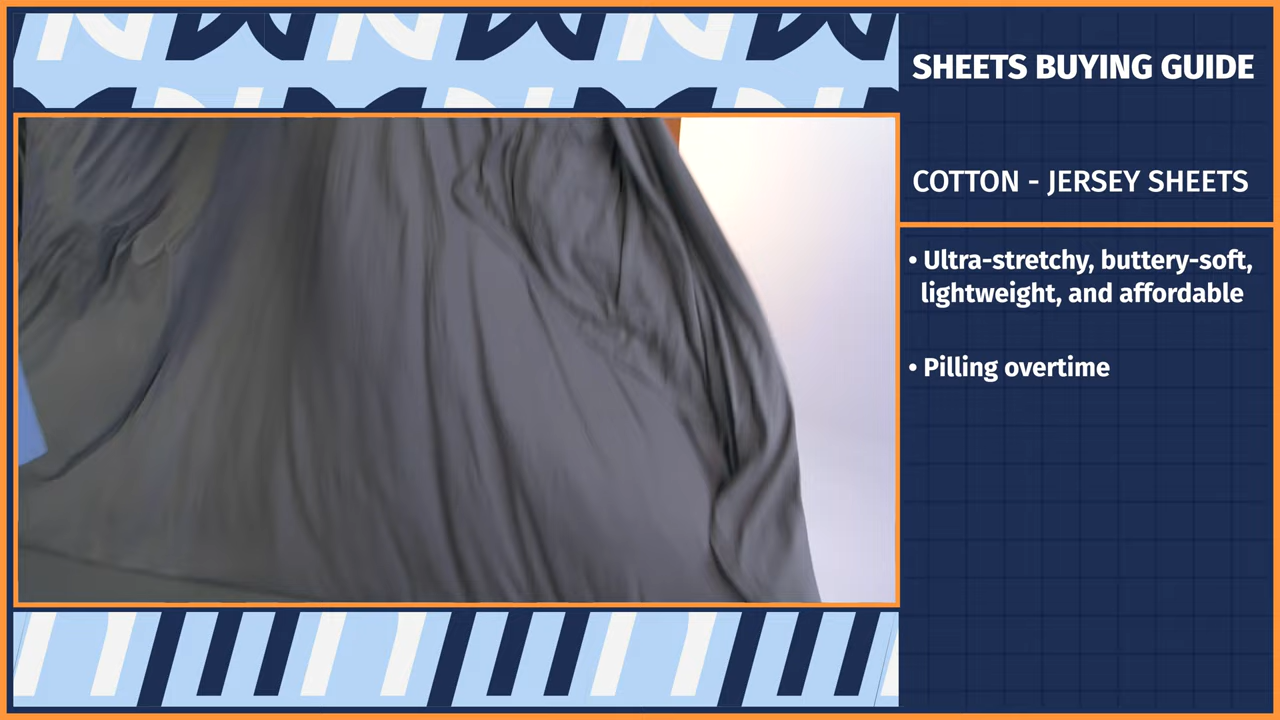 SHEETS BUYING GUIDE
COTTON - JERSEY SHEETS
• Ultra-stretchy, buttery-soft,
lightweight, and affordable
• Pilling overtime